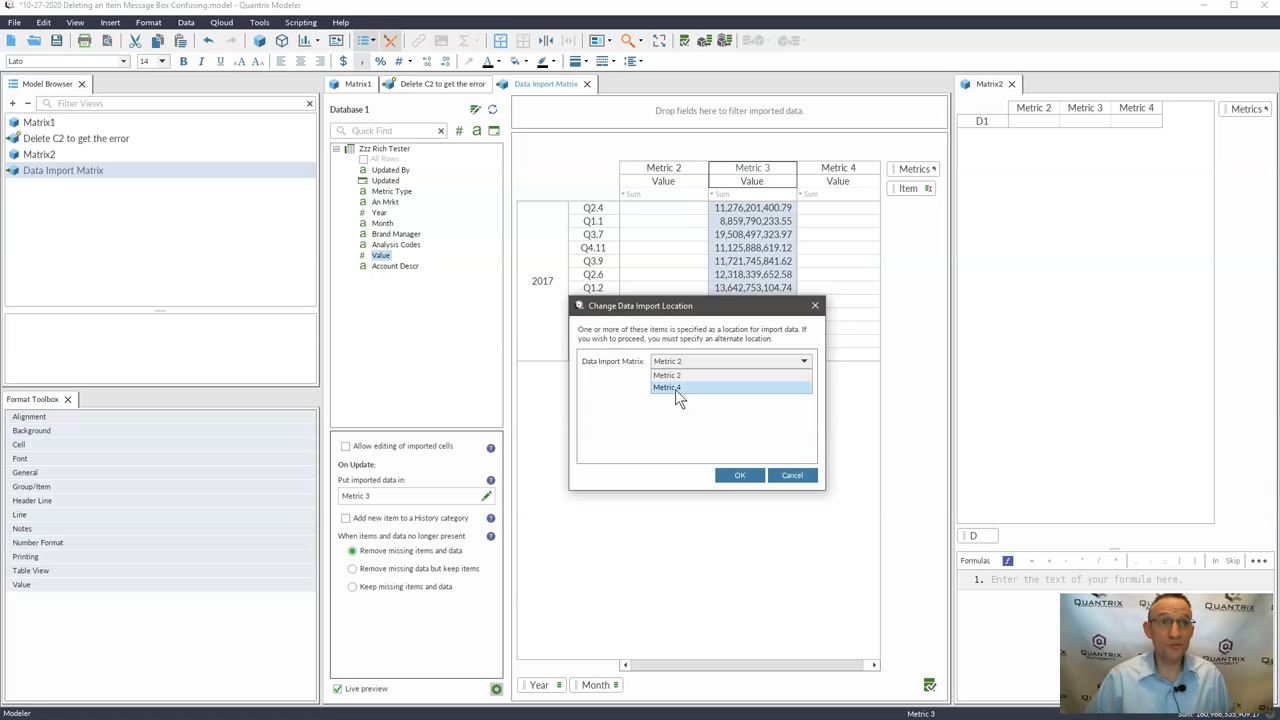 *10-27-2020 Deleting an Item Message Box Confusing.model - Quantrix Modeler
File Edit View Insert Format Data Qloud Tools Scripting Help
Lato 14 B I U
Model Browser
Filter Views
Matrix1
Delete C2 to get the error
Matrix2
Data Import Matrix
Format Toolbox
Alignment
Background
Cell
Font
General
Group/Item
Header Line
Line
Notes
Number Format
Printing
Table View
Value
Matrix1 Delete C2 to get the error Data Import Matrix
Database 1
Quick Find
Zzz Rich Tester
All Rows
Updated By
Updated
Metric Type
An Mrkt
Year
Month
Brand Manager
Analysis Codes
Value
Account Descr
Allow editing of imported cells
On Update:
Put imported data in:
Metric 3
Add new item to a History category
When items and data no longer present
Remove missing items and data
Remove missing data but keep items
Keep missing items and data
Live preview
Drop fields here to filter imported data.
Metric 2 Metric 3 Metric 4
Value Value Value
Sum Sum Sum
Metrics
Item
2017
Q2.4 11,276,201,400.79
Q1.1 8,859,790,233.55
Q3.7 19,508,497,323.97
Q4.11 11,125,888,619.12
Q3.9 11,721,745,841.62
Q2.6 12,318,339,652.58
Q1.2 13,642,753,104.74
Change Data Import Location
One or more of these items is specified as a location for import data. If
you wish to proceed, you must specify an alternate location.
Data Import Matrix: Metric 2
Metric 2
Metric 4
OK Cancel
Year Month
Matrix2
Metric 2 Metric 3 Metric 4
D1
Metrics
D
Formulas In Skip
1. Enter the text of your formula here.
QUANTRIX
QUANTRIX
QUANTRIX
AUTHORITY
Modeler
Metric 3